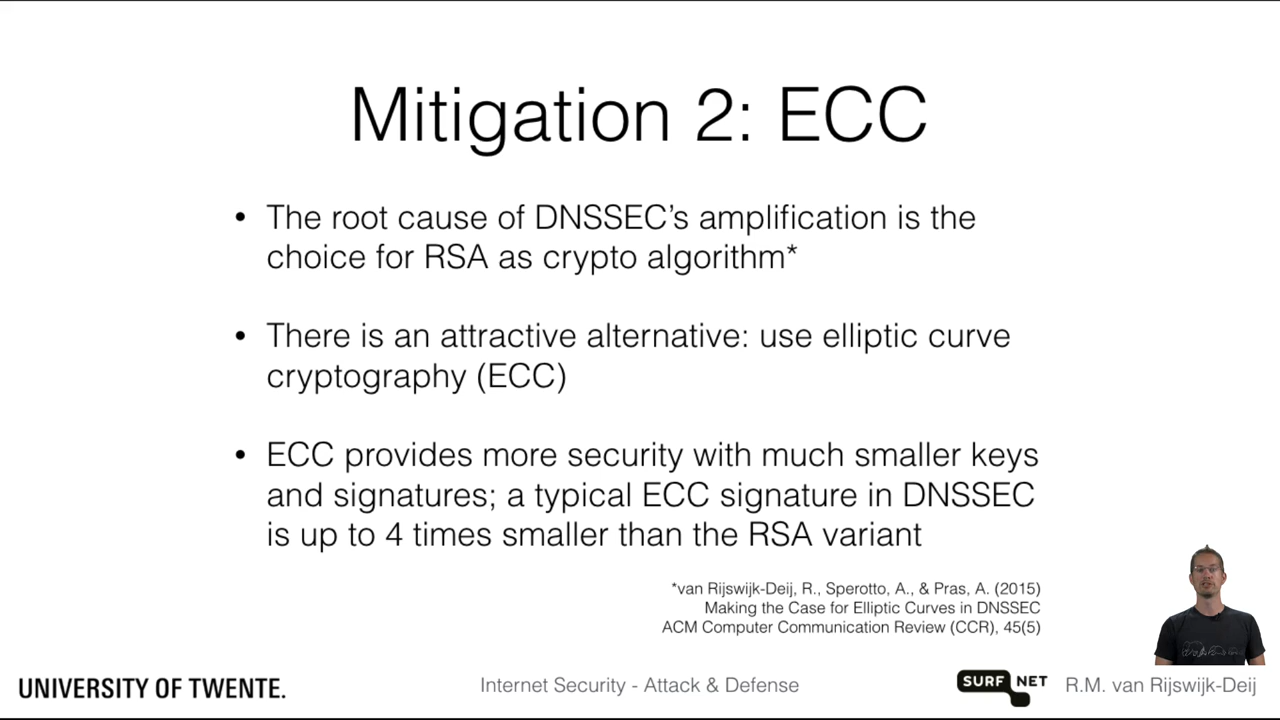 Mitigation 2: ECC
• The root cause of DNSSEC's amplification is the
choice for RSA as crypto algorithm*
• There is an attractive alternative: use elliptic curve
cryptography (ECC)
• ECC provides more security with much smaller keys
and signatures; a typical ECC signature in DNSSEC
is up to 4 times smaller than the RSA variant
*van Rijswijk-Deij, R., Sperotto, A., & Pras, A. (2015)
Making the Case for Elliptic Curves in DNSSEC
ACM Computer Communication Review (CCR), 45(5)
UNIVERSITY OF TWENTE.
Internet Security - Attack & Defense
SURF NET
R.M. van Rijswijk-Deij